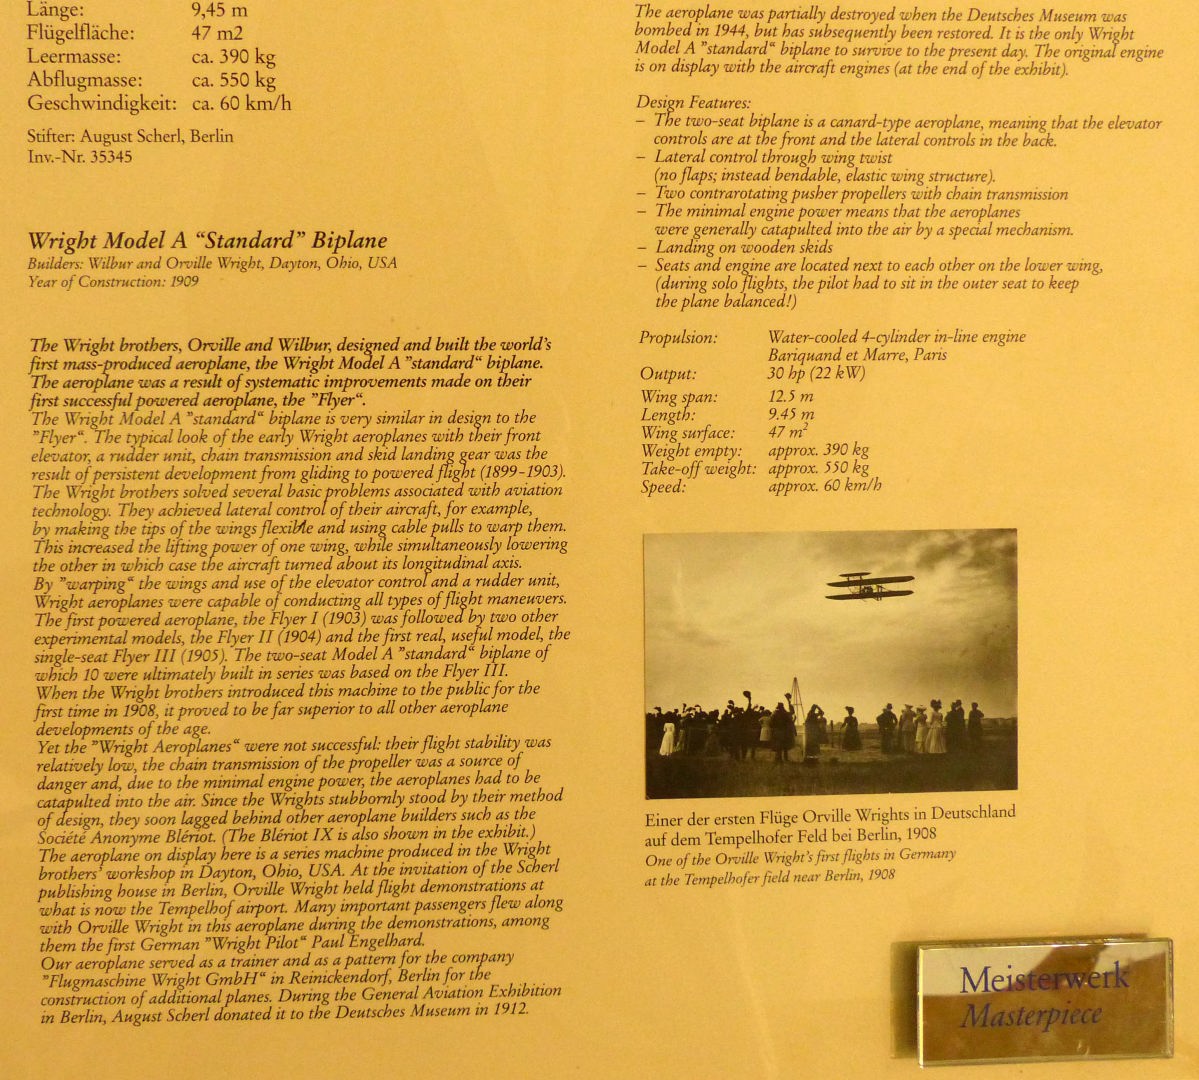 Länge: 9,45 m
Flügelfläche: 47 m2
Leermasse: ca. 390 kg
Abflugmasse: ca. 550 kg
Geschwindigkeit: ca. 60 km/h
Stifter: August Scherl, Berlin
Inv.-Nr. 35345
Wright Model A “Standard” Biplane
Builders: Wilbur and Orville Wright, Dayton, Ohio, USA
Year of Construction: 1909
The Wright brothers, Orville and Wilbur, designed and built the world's
first mass-produced aeroplane, the Wright Model A "standard“ biplane.
The aeroplane was a result of systematic improvements made on their
first successful powered aeroplane, the "Flyer“.
The Wright Model A "standard“ biplane is very similar in design to the
"Flyer“. The typical look of the early Wright aeroplanes with their front
elevator, a rudder unit, chain transmission and skid landing gear was the
result of persistent development from gliding to powered flight (1899–1903).
The Wright brothers solved several basic problems associated with aviation
technology. They achieved lateral control of their aircraft, for example,
by making the tips of the wings flexible and using cable pulls to warp them.
This increased the lifting power of one wing, while simultaneously lowering
the other in which case the aircraft turned about its longitudinal axis.
By "warping“ the wings and use of the elevator control and a rudder unit,
Wright aeroplanes were capable of conducting all types of flight maneuvers.
The first powered aeroplane, the Flyer I (1903) was followed by two other
experimental models, the Flyer II (1904) and the first real, useful model, the
single-seat Flyer III (1905). The two-seat Model A "standard“ biplane of
which 10 were ultimately built in series was based on the Flyer III.
When the Wright brothers introduced this machine to the public for the
first time in 1908, it proved to be far superior to all other aeroplane
developments of the age.
Yet the "Wright Aeroplanes“ were not successful: their flight stability was
relatively low, the chain transmission of the propeller was a source of
danger and, due to the minimal engine power, the aeroplanes had to be
catapulted into the air. Since the Wrights stubbornly stood by their method
of design, they soon lagged behind other aeroplane builders such as the
Société Anonyme Blériot. (The Blériot IX is also shown in the exhibit.)
The aeroplane on display here is a series machine produced in the Wright
brothers' workshop in Dayton, Ohio, USA. At the invitation of the Scherl
publishing house in Berlin, Orville Wright held flight demonstrations at
what is now the Tempelhof airport. Many important passengers flew along
with Orville Wright in this aeroplane during the demonstrations, among
them the first German "Wright Pilot“ Paul Engelhard.
Our aeroplane served as a trainer and as a pattern for the company
"Flugmaschine Wright GmbH“ in Reinickendorf, Berlin for the
construction of additional planes. During the General Aviation Exhibition
in Berlin, August Scherl donated it to the Deutsches Museum in 1912.
The aeroplane was partially destroyed when the Deutsches Museum was
bombed in 1944, but has subsequently been restored. It is the only Wright
Model A "standard“ biplane to survive to the present day. The original engine
is on display with the aircraft engines (at the end of the exhibit).
Design Features:
– The two-seat biplane is a canard-type aeroplane, meaning that the elevator
controls are at the front and the lateral controls in the back.
– Lateral control through wing twist
(no flaps; instead bendable, elastic wing structure).
– Two contrarotating pusher propellers with chain transmission
– The minimal engine power means that the aeroplanes
were generally catapulted into the air by a special mechanism.
– Landing on wooden skids
– Seats and engine are located next to each other on the lower wing,
(during solo flights, the pilot had to sit in the outer seat to keep
the plane balanced!)
Propulsion: Water-cooled 4-cylinder in-line engine
Bariquand et Marre, Paris
Output: 30 hp (22 kW)
Wing span: 12.5 m
Length: 9.45 m
Wing surface: 47 m²
Weight empty: approx. 390 kg
Take-off weight: approx. 550 kg
Speed: approx. 60 km/h
Einer der ersten Flüge Orville Wrights in Deutschland
auf dem Tempelhofer Feld bei Berlin, 1908
One of the Orville Wright's first flights in Germany
at the Tempelhofer field near Berlin, 1908
Meisterwerk
Masterpiece